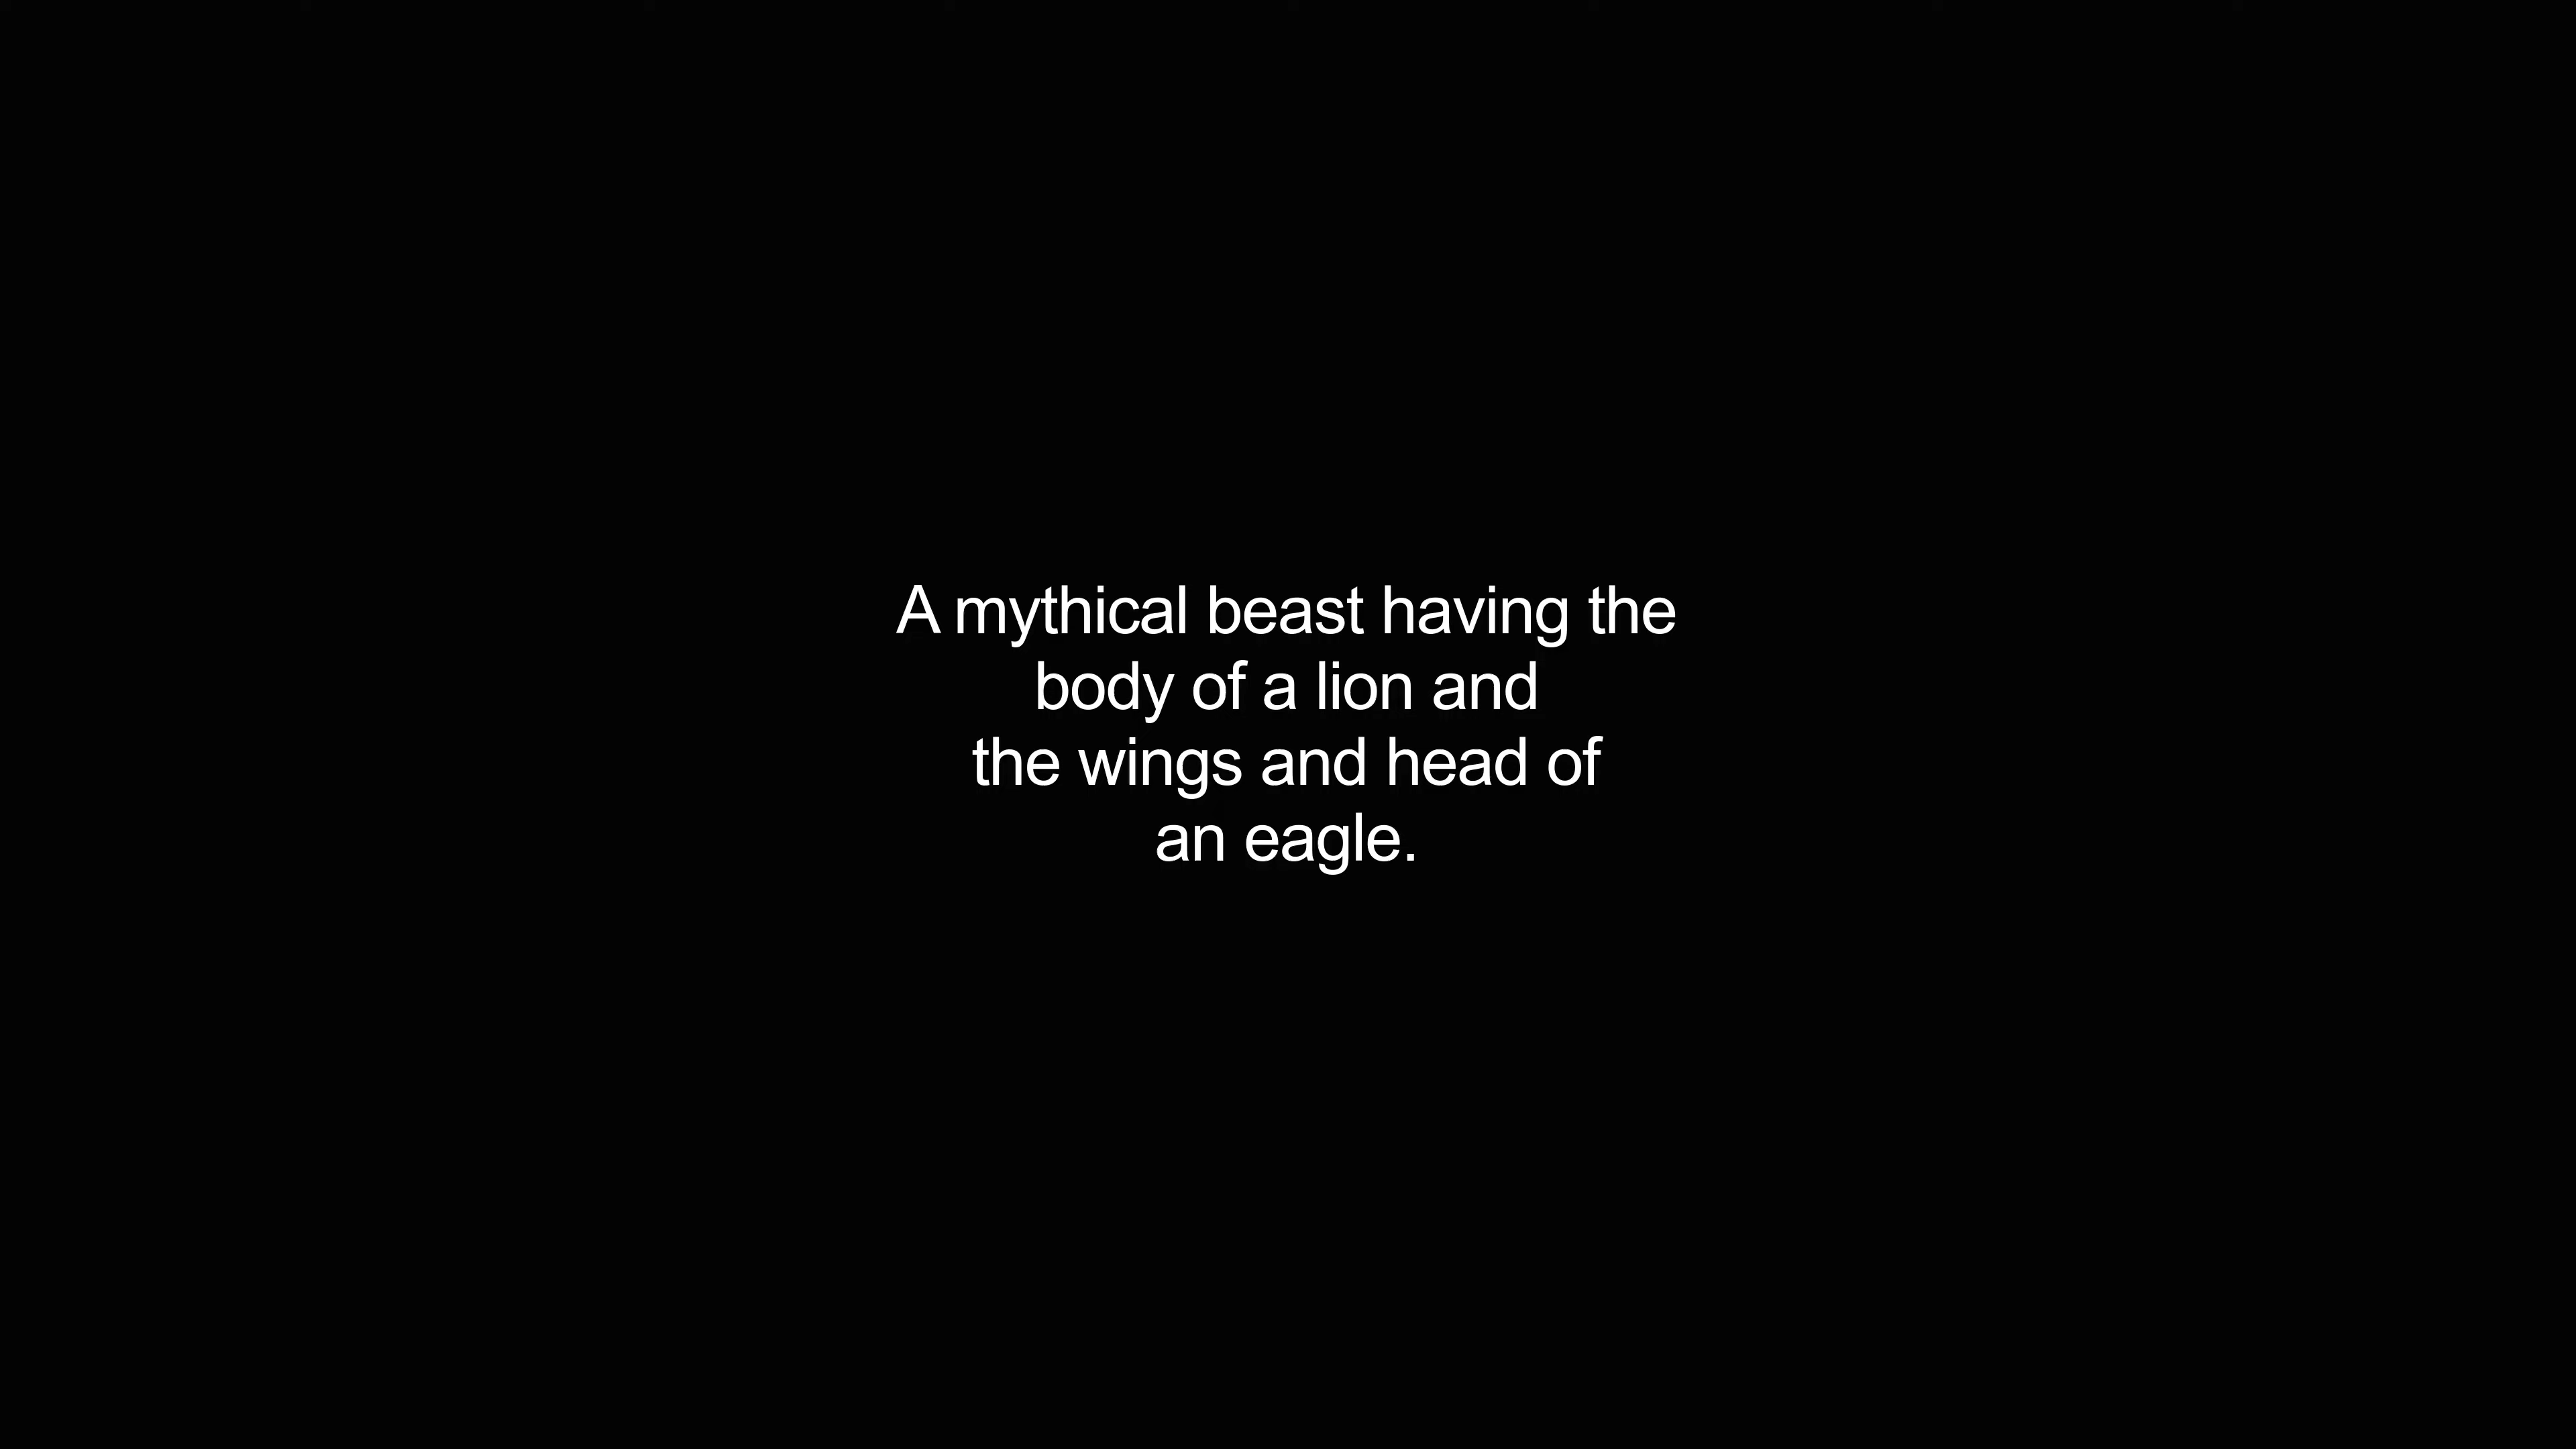 A mythical beast having the
body of a lion and
the wings and head of
an eagle.